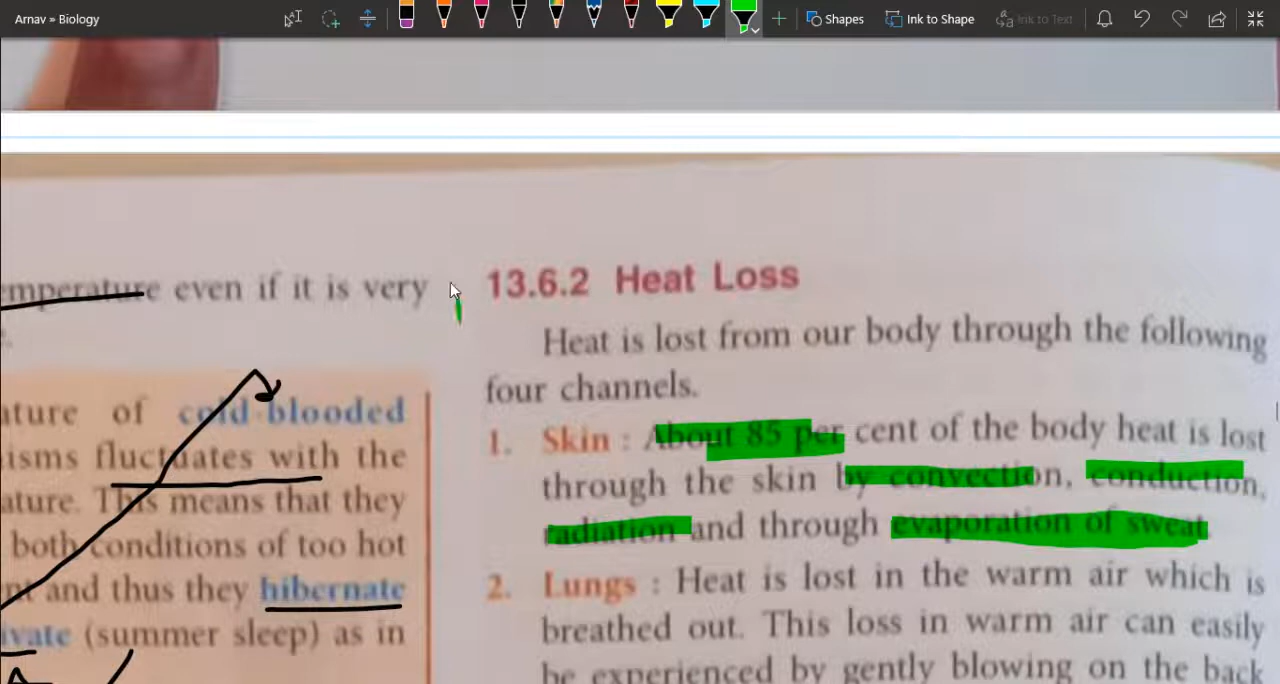 Arnav » Biology
Shapes
Ink to Shape
Ink to Text
emperature even if it is very
ature of cold-blooded
isms fluctuates with the
ature. This means that they
both conditions of too hot
nt and thus they hibernate
ivate (summer sleep) as in
13.6.2 Heat Loss
Heat is lost from our body through the following
four channels.
1. Skin : About 85 per cent of the body heat is lost
through the skin by convection, conduction,
radiation and through evaporation of sweat.
2. Lungs : Heat is lost in the warm air which is
breathed out. This loss in warm air can easily
be experienced by gently blowing on the back